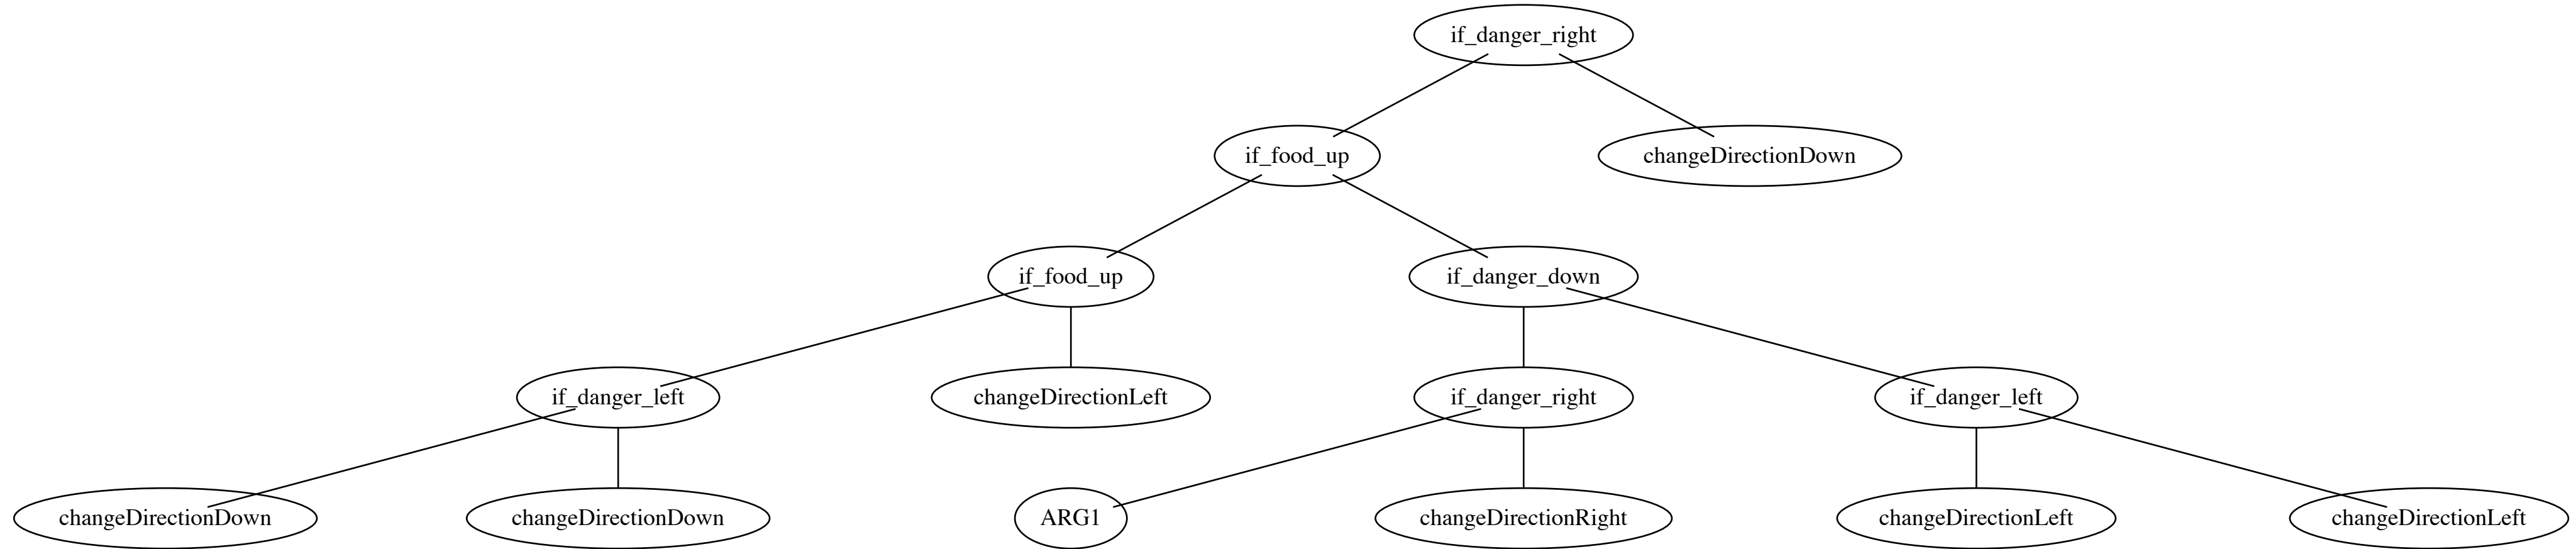 if_danger_right
if_food_up
changeDirectionDown
if_food_up
if_danger_down
if_danger_left
changeDirectionLeft
if_danger_right
if_danger_left
changeDirectionDown
changeDirectionDown
ARG1
changeDirectionRight
changeDirectionLeft
changeDirectionLeft